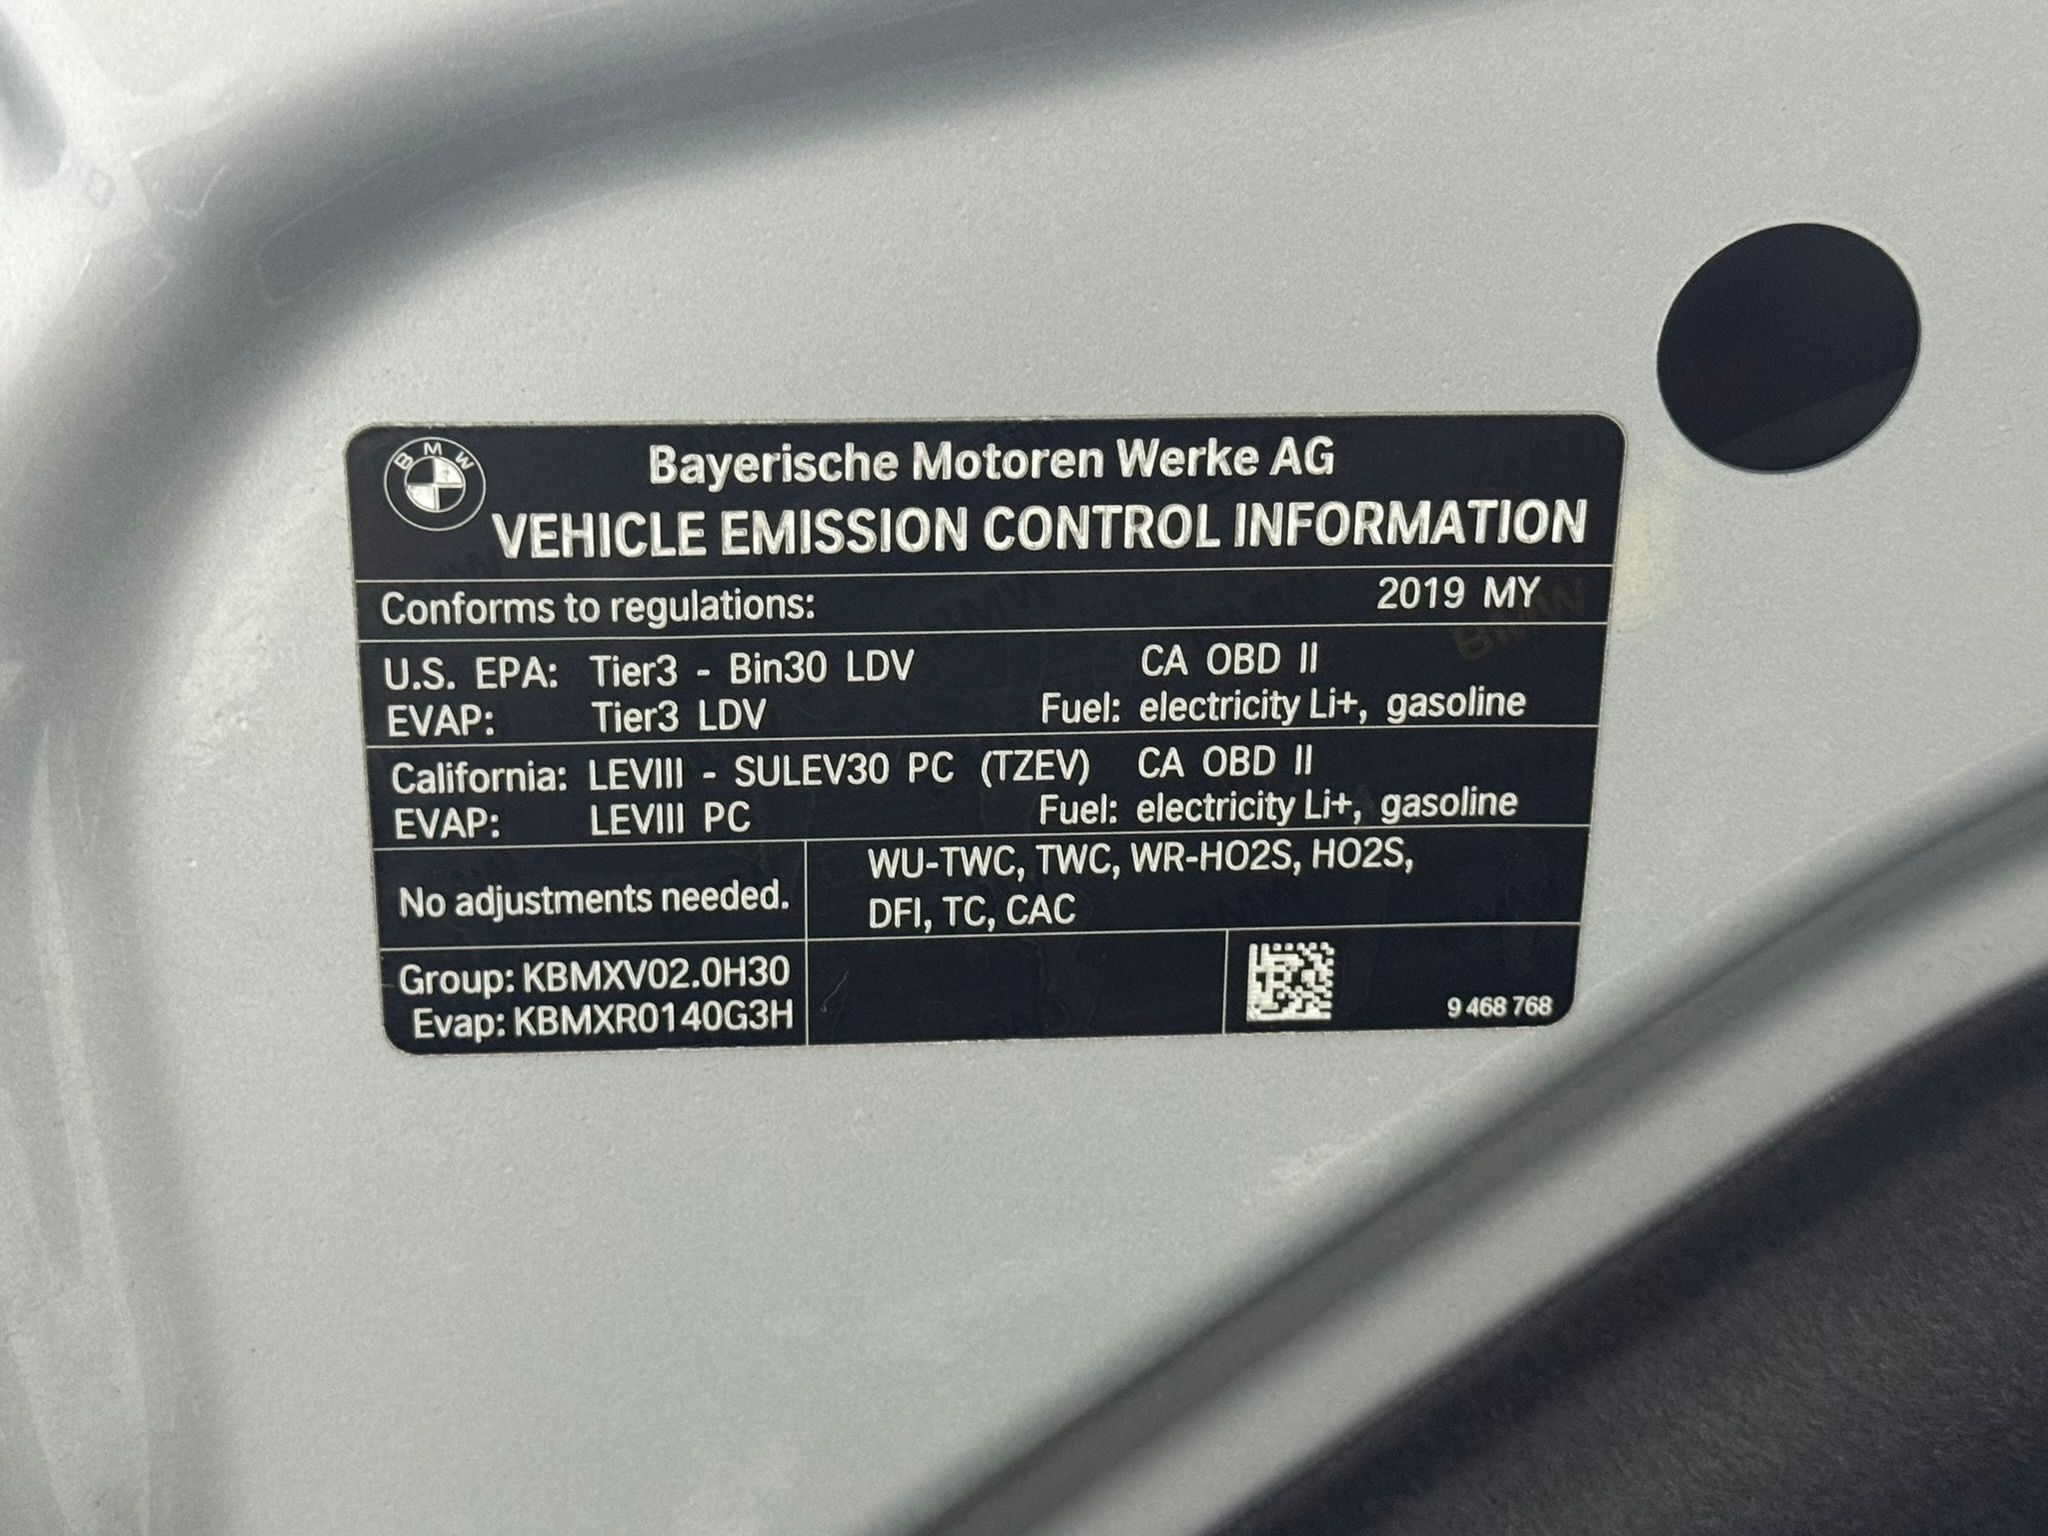 BMW
Bayerische Motoren Werke AG
VEHICLE EMISSION CONTROL INFORMATION
Conforms to regulations: 2019 MY
U.S. EPA: Tier3 - Bin30 LDV CA OBD II
EVAP: Tier3 LDV Fuel: electricity Li+, gasoline
California: LEVIII - SULEV30 PC (TZEV) CA OBD II
EVAP: LEVIII PC Fuel: electricity Li+, gasoline
No adjustments needed.
WU-TWC, TWC, WR-HO2S, HO2S,
DFI, TC, CAC
Group: KBMXV02.0H30
Evap: KBMXR0140G3H
9 468 768